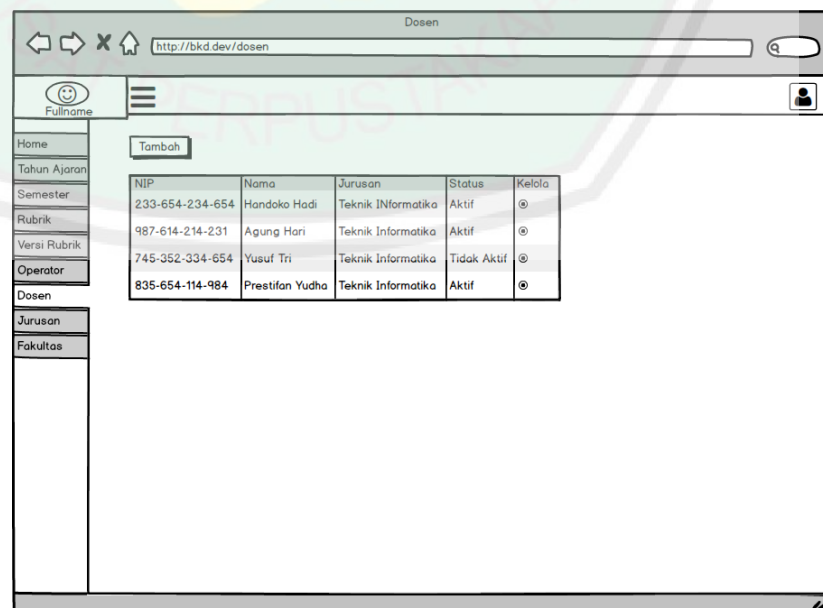 Dosen
http://bkd.dev/dosen
Fullname
Home
Tahun Ajaran
Semester
Rubrik
Versi Rubrik
Operator
Dosen
Jurusan
Fakultas
Tambah
NIP Nama Jurusan Status Kelola
233-654-234-654 Handoko Hadi Teknik INformatika Aktif
987-614-214-231 Agung Hari Teknik Informatika Aktif
745-352-334-654 Yusuf Tri Teknik Informatika Tidak Aktif
835-654-114-984 Prestifan Yudha Teknik Informatika Aktif